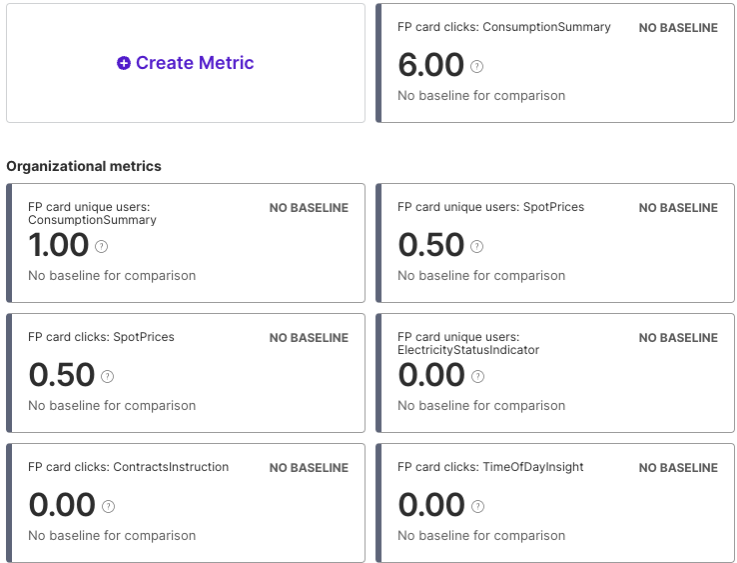 Create Metric
FP card clicks: ConsumptionSummary
NO BASELINE
6.00
No baseline for comparison
Organizational metrics
FP card unique users:
ConsumptionSummary
NO BASELINE
1.00
No baseline for comparison
FP card unique users: SpotPrices
NO BASELINE
0.50
No baseline for comparison
FP card clicks: SpotPrices
NO BASELINE
0.50
No baseline for comparison
FP card unique users:
ElectricityStatusIndicator
NO BASELINE
0.00
No baseline for comparison
FP card clicks: ContractsInstruction
NO BASELINE
0.00
No baseline for comparison
FP card clicks: TimeOfDayInsight
NO BASELINE
0.00
No baseline for comparison